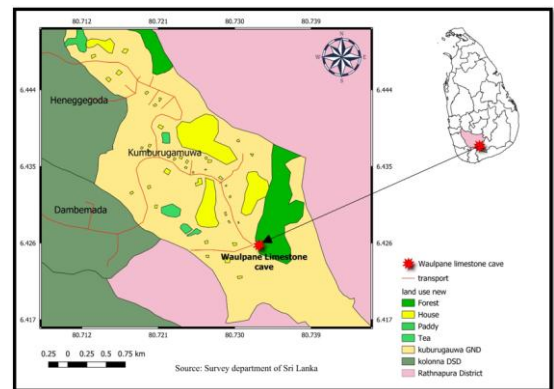 80.712 80.721 80.730 80.739
6.444
6.435
6.426
6.417
Heneggegoda
Kumburugamuwa
Dambemada
Waulpane Limestone
cave
80.712 80.721 80.730 80.739
6.444
6.435
6.426
6.417
N
E
S
W
Waulpane limestone cave
transport
land use new
Forest
House
Paddy
Tea
kuburugauwa GND
kolonna DSD
Rathnapura District
0.25 0 0.25 0.5 0.75 km
Source: Survey department of Sri Lanka